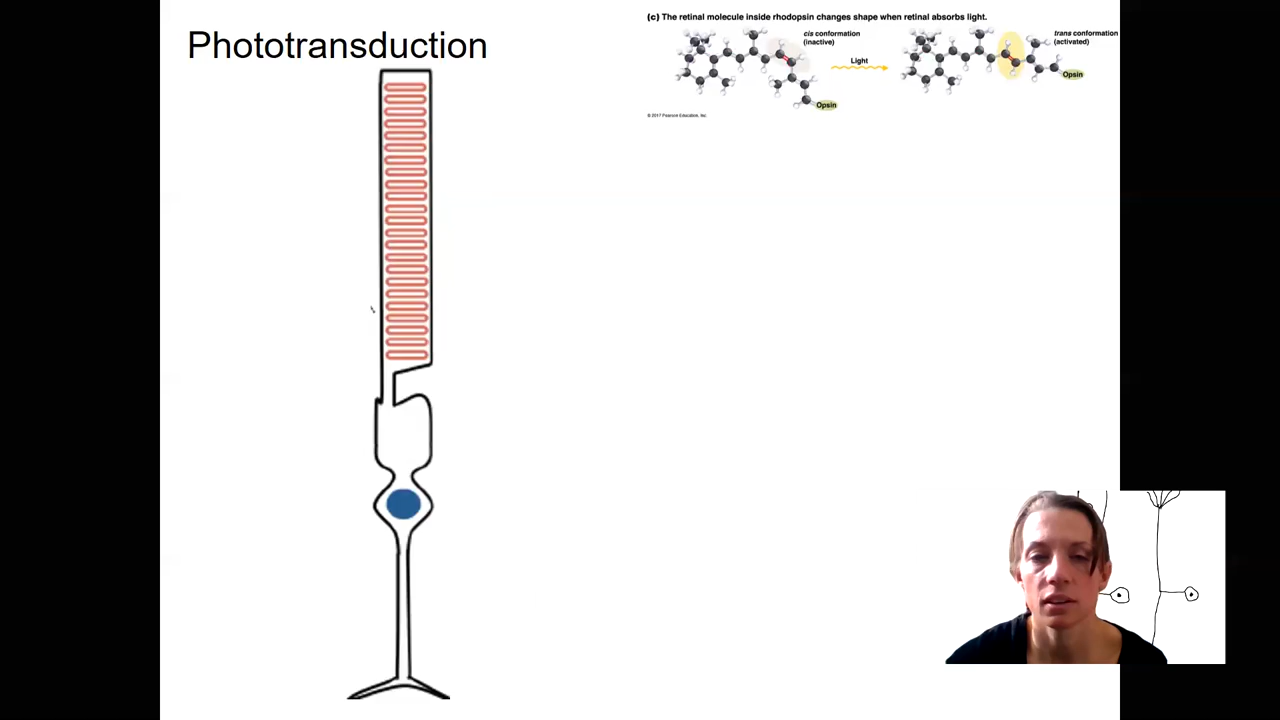 Phototransduction
(c) The retinal molecule inside rhodopsin changes shape when retinal absorbs light.
cis conformation
(inactive)
Light
Opsin
trans conformation
(activated)
Opsin
© 2017 Pearson Education, Inc.